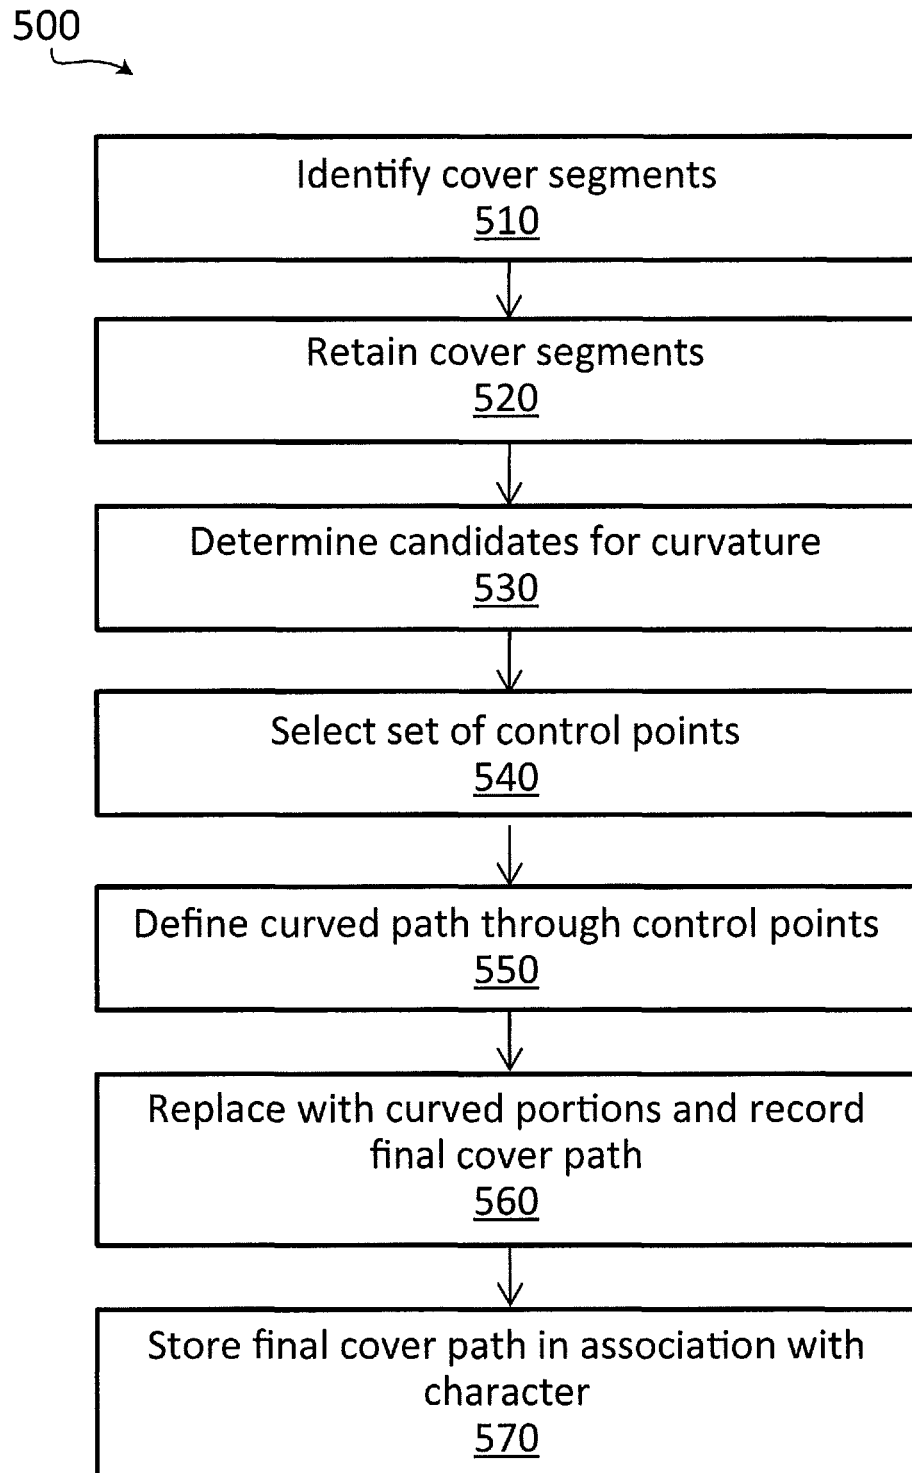 500
Identify cover segments
510
Retain cover segments
520
Determine candidates for curvature
530
Select set of control points
540
Define curved path through control points
550
Replace with curved portions and record
final cover path
560
Store final cover path in association with
character
570